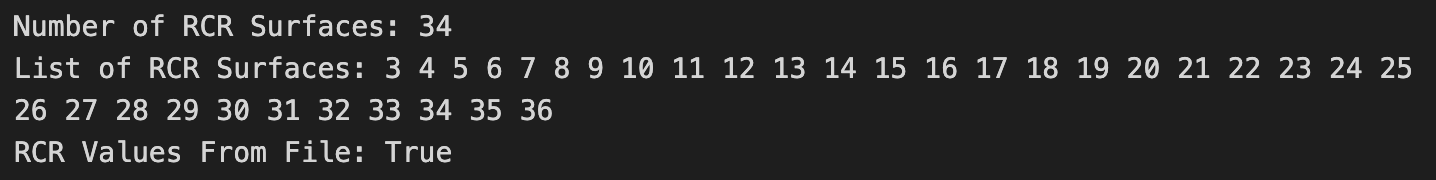 Number of RCR Surfaces: 34
List of RCR Surfaces: 3 4 5 6 7 8 9 10 11 12 13 14 15 16 17 18 19 20 21 22 23 24 25
26 27 28 29 30 31 32 33 34 35 36
RCR Values From File: True